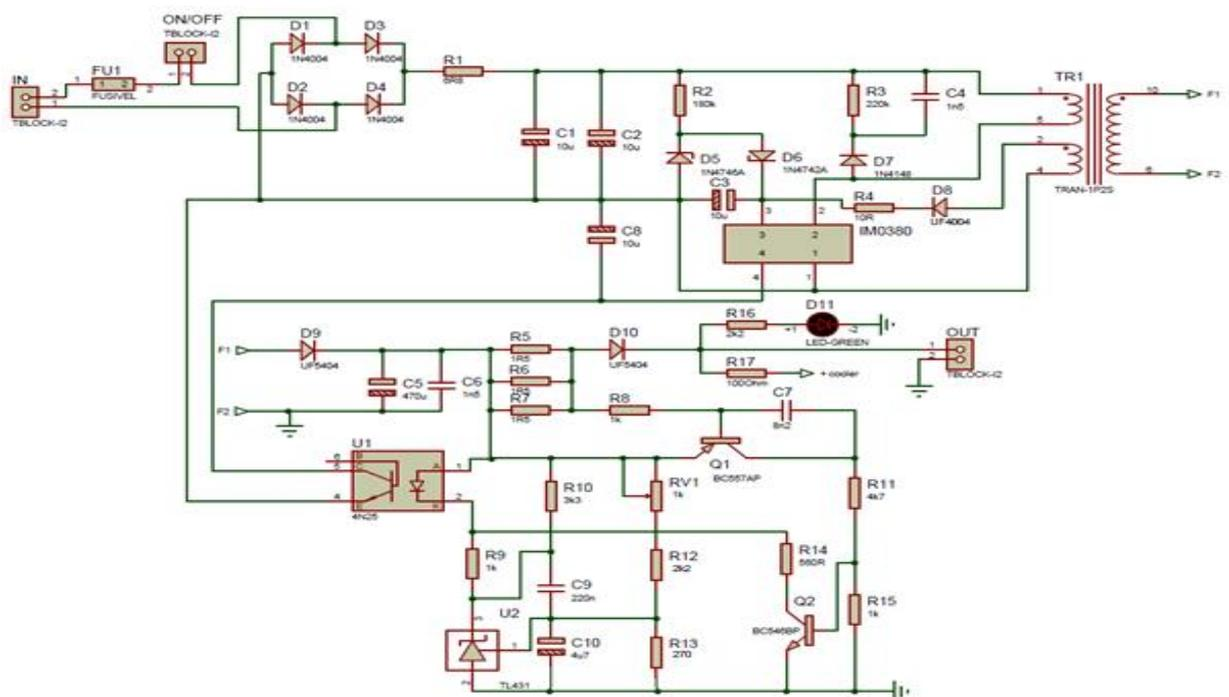 ON/OFF
TBLOCK-I2
IN
TBLOCK-I2
FU1
FUSIVEL
D1
1N4004
D3
1N4004
D2
1N4004
D4
1N4004
R1
6R8
C1
10u
C2
10u
R2
180k
R3
220k
C4
1n5
TR1
TRAN-1P2S
F1
F2
D5
1N4746A
D6
1N4742A
D7
1N4148
C3
10u
R4
10R
D8
UF4004
IM0380
C8
10u
D11
LED-GREEN
R16
2k2
OUT
TBLOCK-I2
F1
D9
UF5404
R5
1R5
D10
UF5404
R17
100Ohm
+ cooler
R6
1R5
C5
470u
C6
1n5
R7
1R5
R8
1k
C7
8n2
F2
U1
4N25
Q1
BC557AP
R10
3k3
RV1
1k
R11
4k7
R9
1k
R12
2k2
R14
560R
C9
220n
Q2
BC546BP
R15
1k
U2
TL431
C10
4u7
R13
270